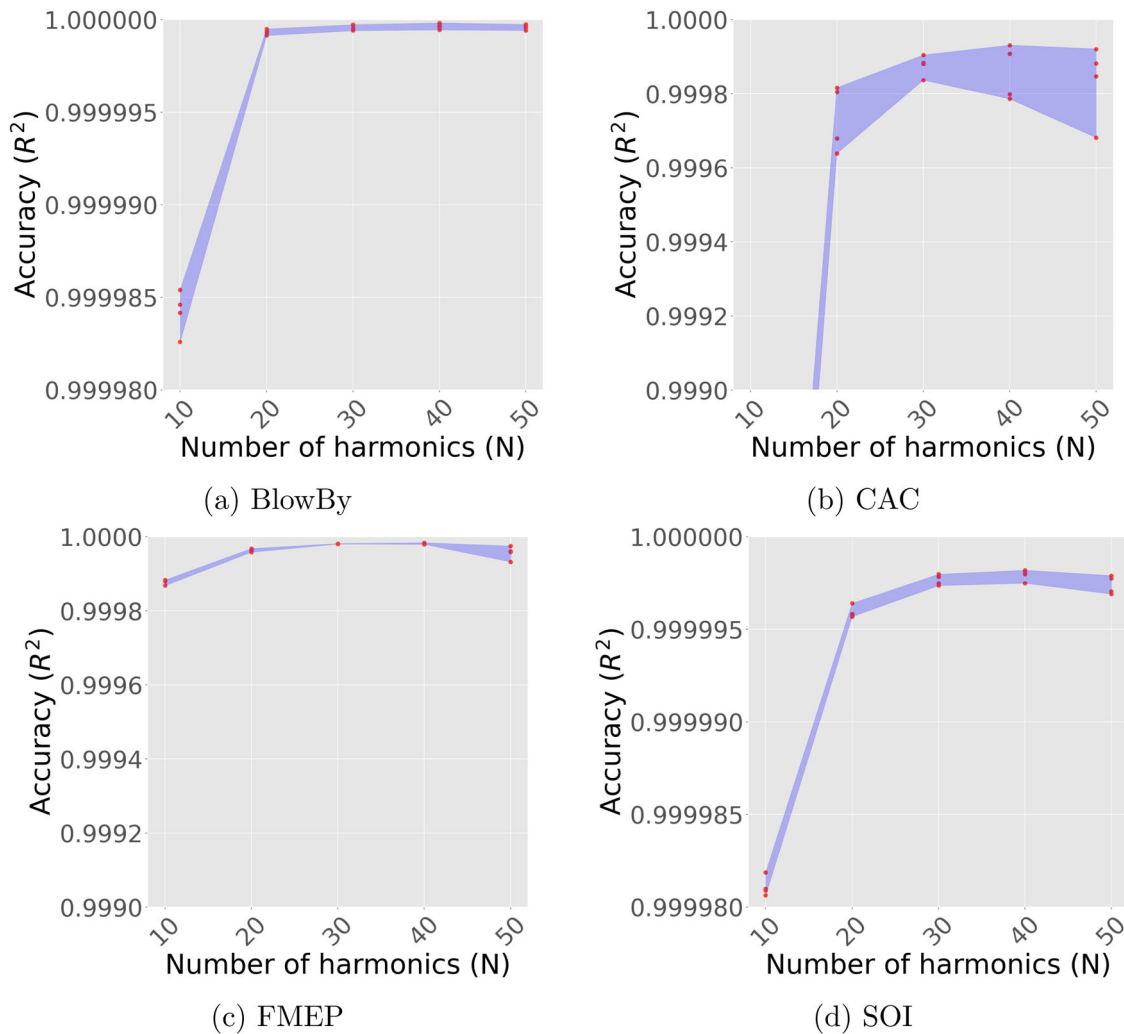 1.000000
0.999995
0.999990
0.999985
0.999980
Accuracy (R²)
10 20 30 40 50
Number of harmonics (N)
(a) BlowBy
1.0000
0.9998
0.9996
0.9994
0.9992
0.9990
Accuracy (R²)
10 20 30 40 50
Number of harmonics (N)
(b) CAC
1.0000
0.9998
0.9996
0.9994
0.9992
0.9990
Accuracy (R²)
10 20 30 40 50
Number of harmonics (N)
(c) FMEP
1.000000
0.999995
0.999990
0.999985
0.999980
Accuracy (R²)
10 20 30 40 50
Number of harmonics (N)
(d) SOI